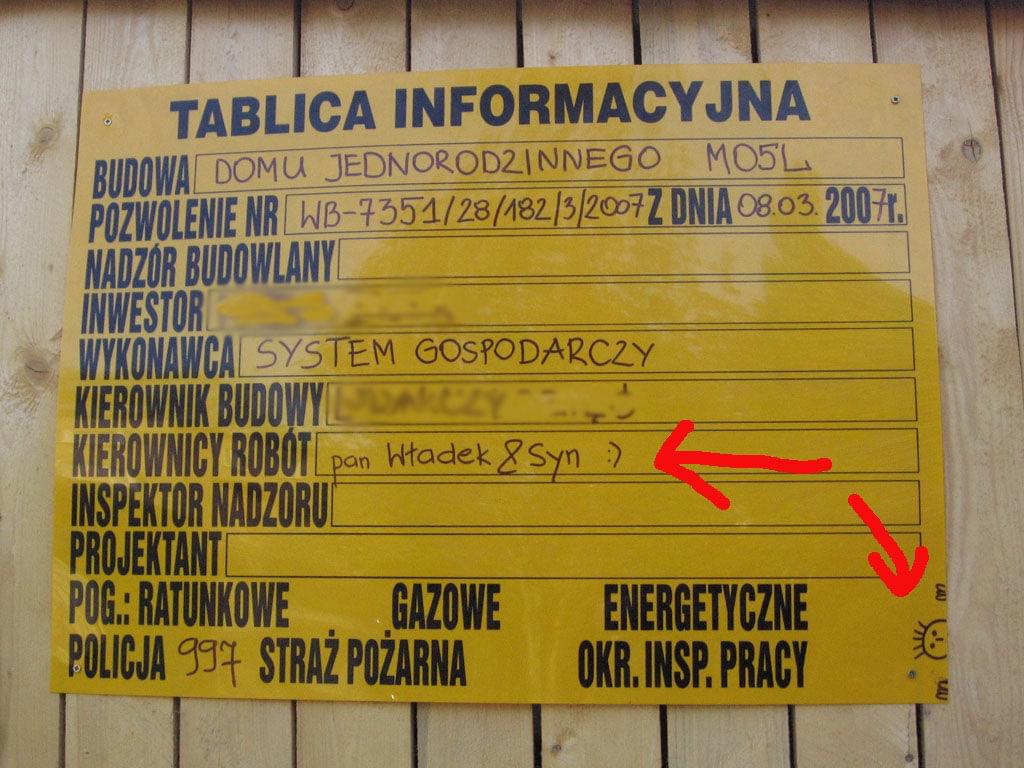 TABLICA INFORMACYJNA
BUDOWA DOMU JEDNORODZINNEGO MO5L
POZWOLENIE NR WB-7351/28/182/3/2007 Z DNIA 08.03. 2007r.
NADZÓR BUDOWLANY
INWESTOR
WYKONAWCA SYSTEM GOSPODARCZY
KIEROWNIK BUDOWY
KIEROWNICY ROBÓT pan Władek & Syn :)
INSPEKTOR NADZORU
PROJEKTANT
POG.: RATUNKOWE GAZOWE ENERGETYCZNE
POLICJA 997 STRAŻ POŻARNA OKR. INSP. PRACY